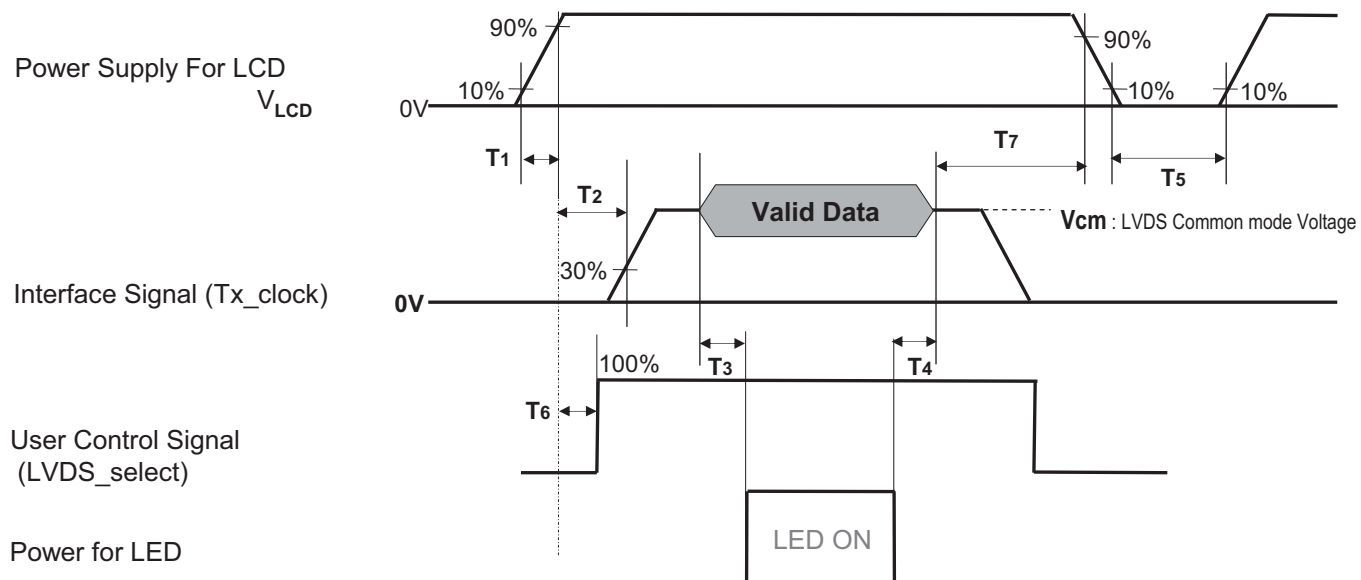 90%
90%
Power Supply For LCD
VLCD
10%
0V
10%
10%
T1
T7
T2
T5
Valid Data
Vcm : LVDS Common mode Voltage
30%
Interface Signal (Tx_clock)
0V
T3
T4
100%
T6
User Control Signal
(LVDS_select)
LED ON
Power for LED